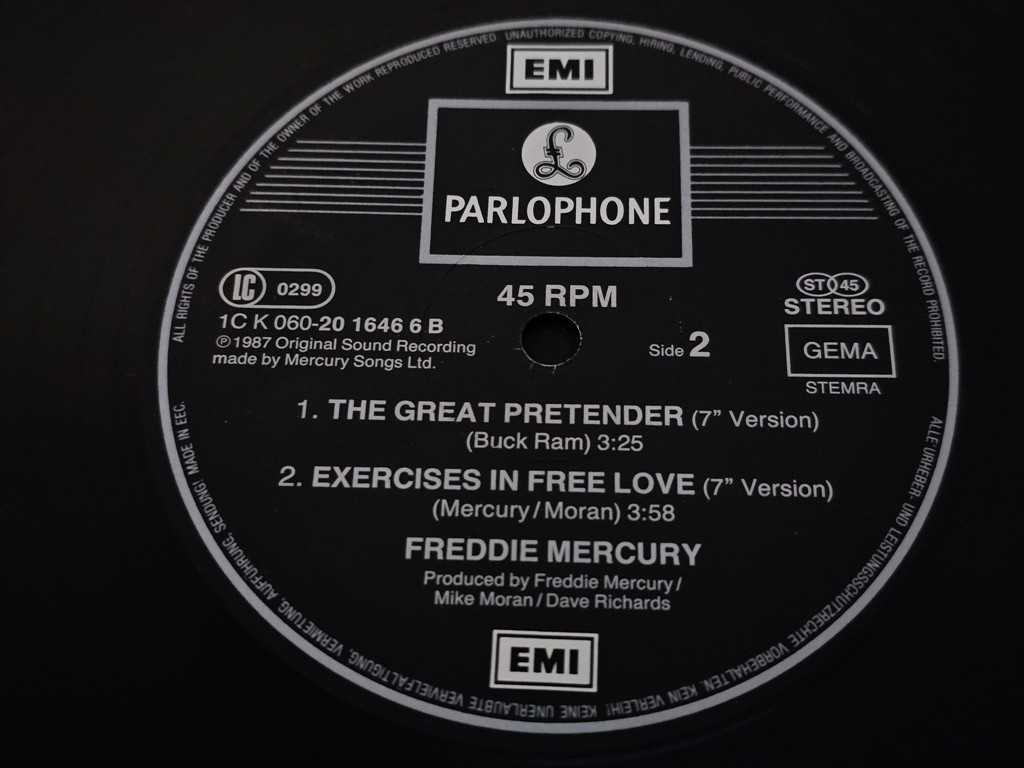 ALL RIGHTS OF THE PRODUCER AND OF THE OWNER OF THE WORK REPRODUCED RESERVED. UNAUTHORIZED COPYING, HIRING, LENDING, PUBLIC PERFORMANCE AND BROADCASTING OF THE RECORD PROHIBITED.
EMI
£
PARLOPHONE
LC 0299
45 RPM
ST 45
STEREO
1C K 060-20 1646 6 B
℗1987 Original Sound Recording
made by Mercury Songs Ltd.
Side 2
GEMA
STEMRA
1. THE GREAT PRETENDER (7” Version)
(Buck Ram) 3:25
2. EXERCISES IN FREE LOVE (7” Version)
(Mercury/Moran) 3:58
FREDDIE MERCURY
Produced by Freddie Mercury/
Mike Moran/Dave Richards
EMI
ALLE URHEBER- UND LEISTUNGSSCHUTZRECHTE VORBEHALTEN. KEIN VERLEIH! KEINE UNERLAUBTE VERVIELFÄLTIGUNG, VERMIETUNG, AUFFÜHRUNG, SENDUNG! MADE IN EEC.